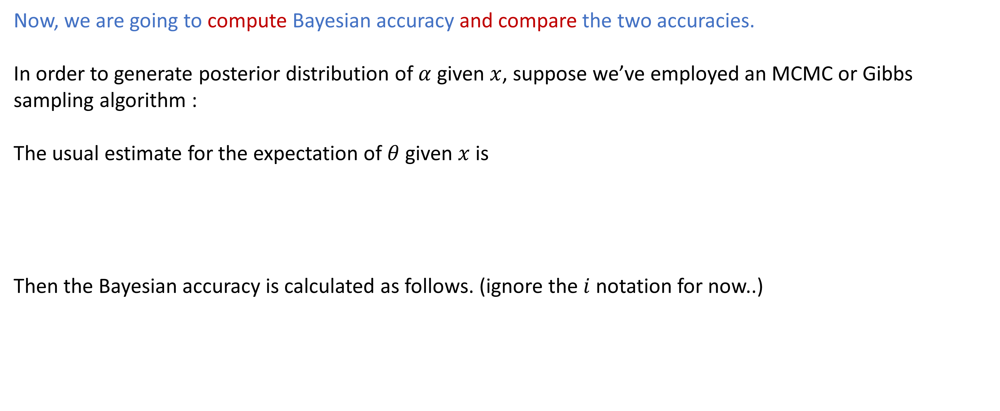 Now, we are going to compute Bayesian accuracy and compare the two accuracies.
In order to generate posterior distribution of α given x, suppose we’ve employed an MCMC or Gibbs
sampling algorithm :
The usual estimate for the expectation of θ given x is
Then the Bayesian accuracy is calculated as follows. (ignore the i notation for now..)